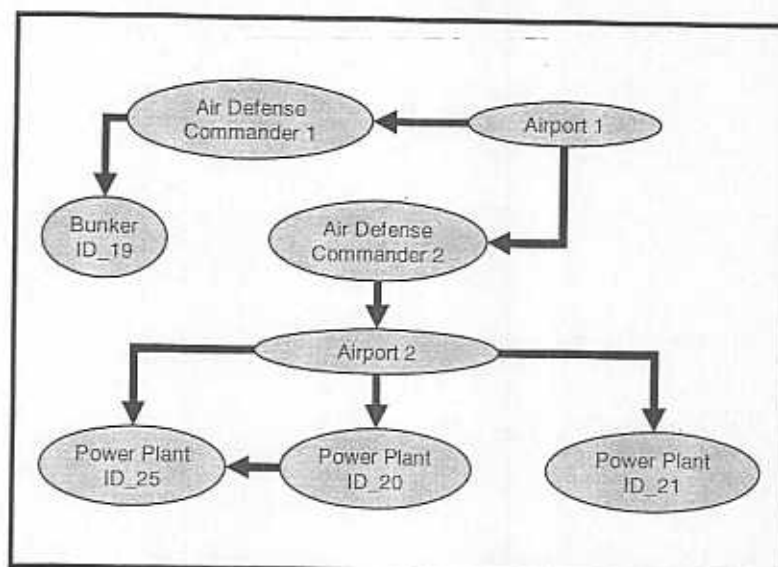 Air Defense
Commander 1
Airport 1
Bunker
ID_19
Air Defense
Commander 2
Airport 2
Power Plant
ID_25
Power Plant
ID_20
Power Plant
ID_21